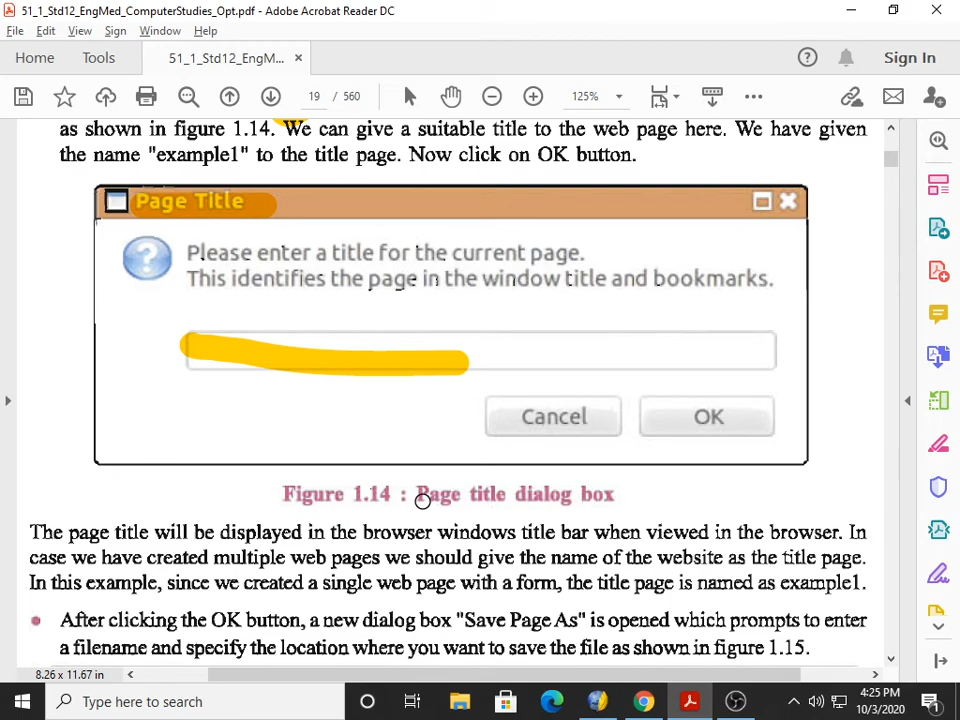 51_1_Std12_EngMed_ComputerStudies_Opt.pdf - Adobe Acrobat Reader DC
File Edit View Sign Window Help
Home Tools 51_1_Std12_EngM... Sign In
19 / 560 125%
as shown in figure 1.14. We can give a suitable title to the web page here. We have given
the name "example1" to the title page. Now click on OK button.
Page Title
Please enter a title for the current page.
This identifies the page in the window title and bookmarks.
Cancel OK
Figure 1.14 : Page title dialog box
The page title will be displayed in the browser windows title bar when viewed in the browser. In
case we have created multiple web pages we should give the name of the website as the title page.
In this example, since we created a single web page with a form, the title page is named as example1.
After clicking the OK button, a new dialog box "Save Page As" is opened which prompts to enter
a filename and specify the location where you want to save the file as shown in figure 1.15.
8.26 x 11.67 in
Type here to search
4:25 PM
10/3/2020
1